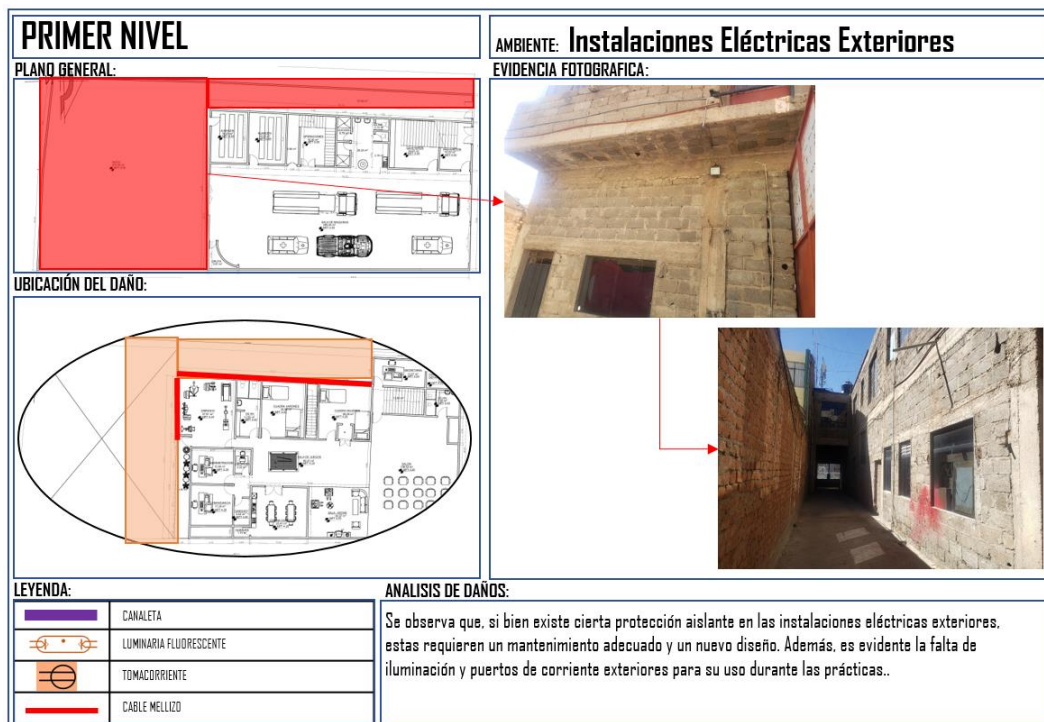 PRIMER NIVEL
AMBIENTE: Instalaciones Eléctricas Exteriores
PLANO GENERAL:
EVIDENCIA FOTOGRAFICA:
UBICACIÓN DEL DAÑO:
LEYENDA:
CANALETA
LUMINARIA FLUORESCENTE
TOMACORRIENTE
CABLE MELLIZO
ANALISIS DE DAÑOS:
Se observa que, si bien existe cierta protección aislante en las instalaciones eléctricas exteriores,
estas requieren un mantenimiento adecuado y un nuevo diseño. Además, es evidente la falta de
iluminación y puertos de corriente exteriores para su uso durante las prácticas..